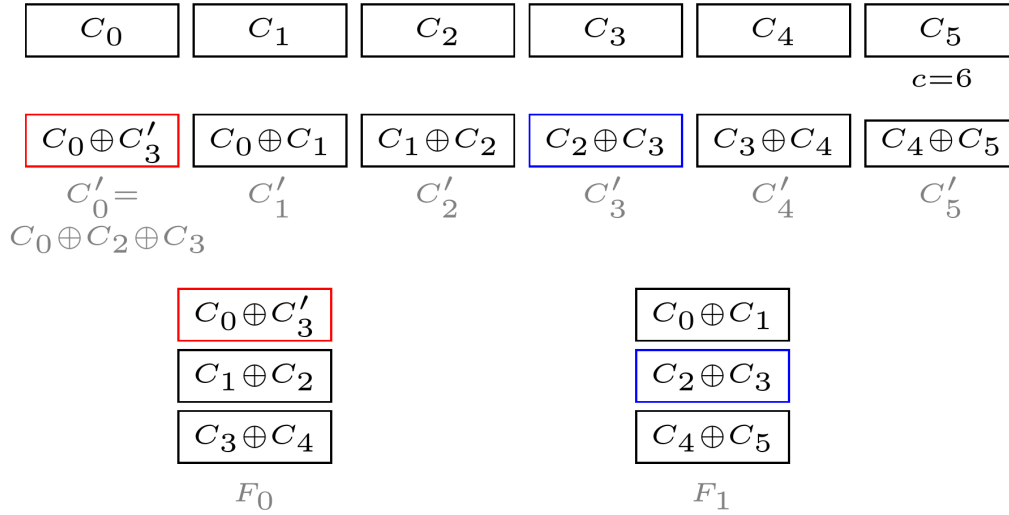 C₀ C₁ C₂ C₃ C₄ C₅
c=6
C₀⊕C′₃ C₀⊕C₁ C₁⊕C₂ C₂⊕C₃ C₃⊕C₄ C₄⊕C₅
C′₀= C′₁ C′₂ C′₃ C′₄ C′₅
C₀⊕C₂⊕C₃
C₀⊕C′₃ C₀⊕C₁
C₁⊕C₂ C₂⊕C₃
C₃⊕C₄ C₄⊕C₅
F₀ F₁